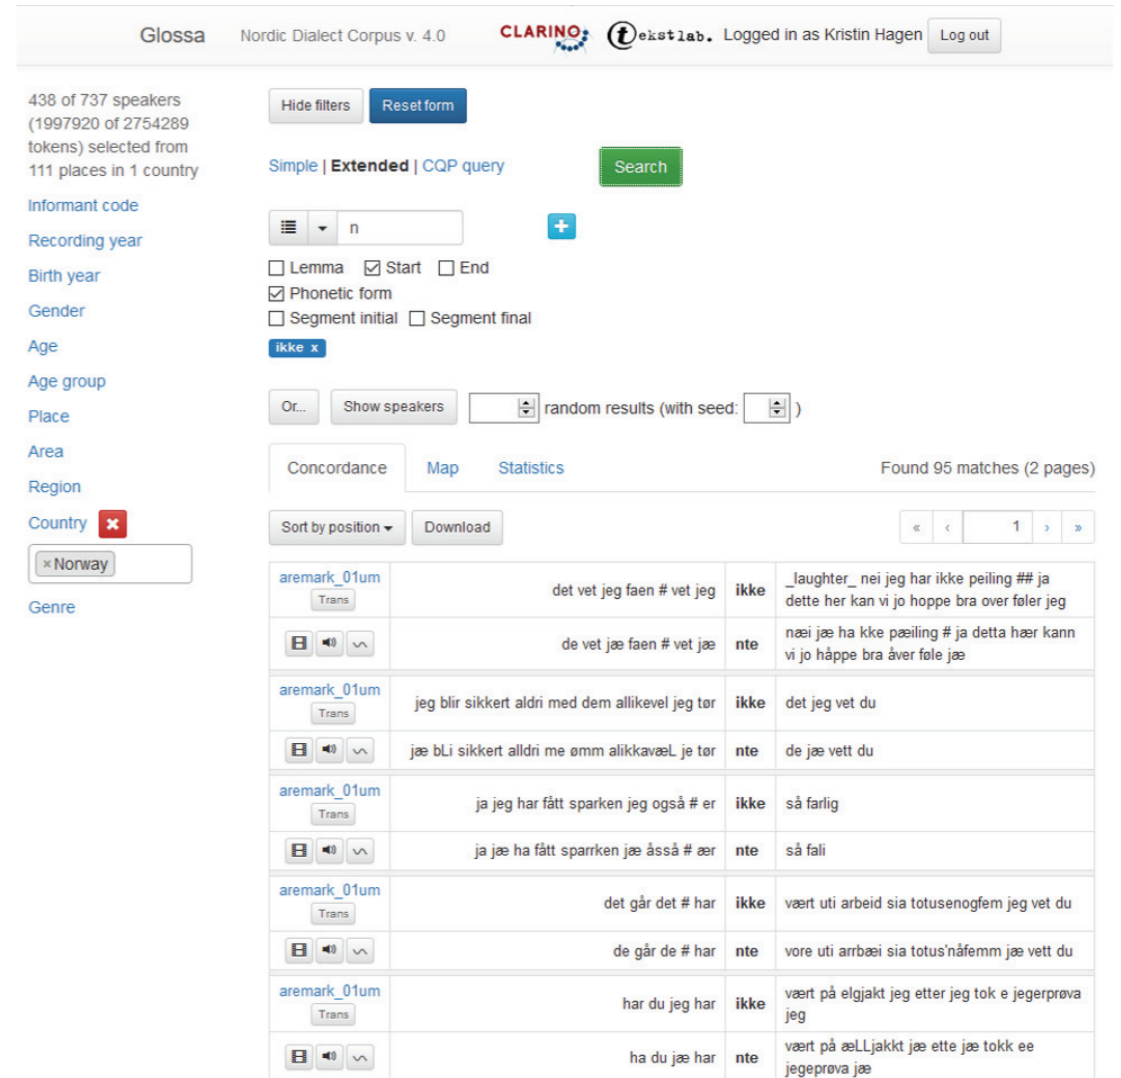 Glossa Nordic Dialect Corpus v. 4.0 CLARINO tekstlab. Logged in as Kristin Hagen Log out
438 of 737 speakers
(1997920 of 2754289
tokens) selected from
111 places in 1 country
Informant code
Recording year
Birth year
Gender
Age
Age group
Place
Area
Region
Country x
×Norway
Genre
Hide filters Reset form
Simple | Extended | CQP query Search
n +
Lemma Start End
Phonetic form
Segment initial Segment final
ikke x
Or... Show speakers random results (with seed: )
Concordance Map Statistics Found 95 matches (2 pages)
Sort by position Download « ‹ 1 › »
aremark_01um
Trans
det vet jeg faen # vet jeg ikke _laughter_ nei jeg har ikke peiling ## ja
dette her kan vi jo hoppe bra over føler jeg
de vet jæ faen # vet jæ nte næi jæ ha kke pæiling # ja detta hær kann
vi jo håppe bra åver føle jæ
aremark_01um
Trans
jeg blir sikkert aldri med dem allikevel jeg tør ikke det jeg vet du
jæ bLi sikkert alldri me ømm alikkavæL je tør nte de jæ vett du
aremark_01um
Trans
ja jeg har fått sparken jeg også # er ikke så farlig
ja jæ ha fått sparrken jæ åsså # ær nte så fali
aremark_01um
Trans
det går det # har ikke vært uti arbeid sia totusenogfem jeg vet du
de går de # har nte vore uti arrbæi sia totus'nåfemm jæ vett du
aremark_01um
Trans
har du jeg har ikke vært på elgjakt jeg etter jeg tok e jegerprøva
jeg
ha du jæ har nte vært på æLLjakkt jæ ette jæ tokk ee
jegeprøva jæ